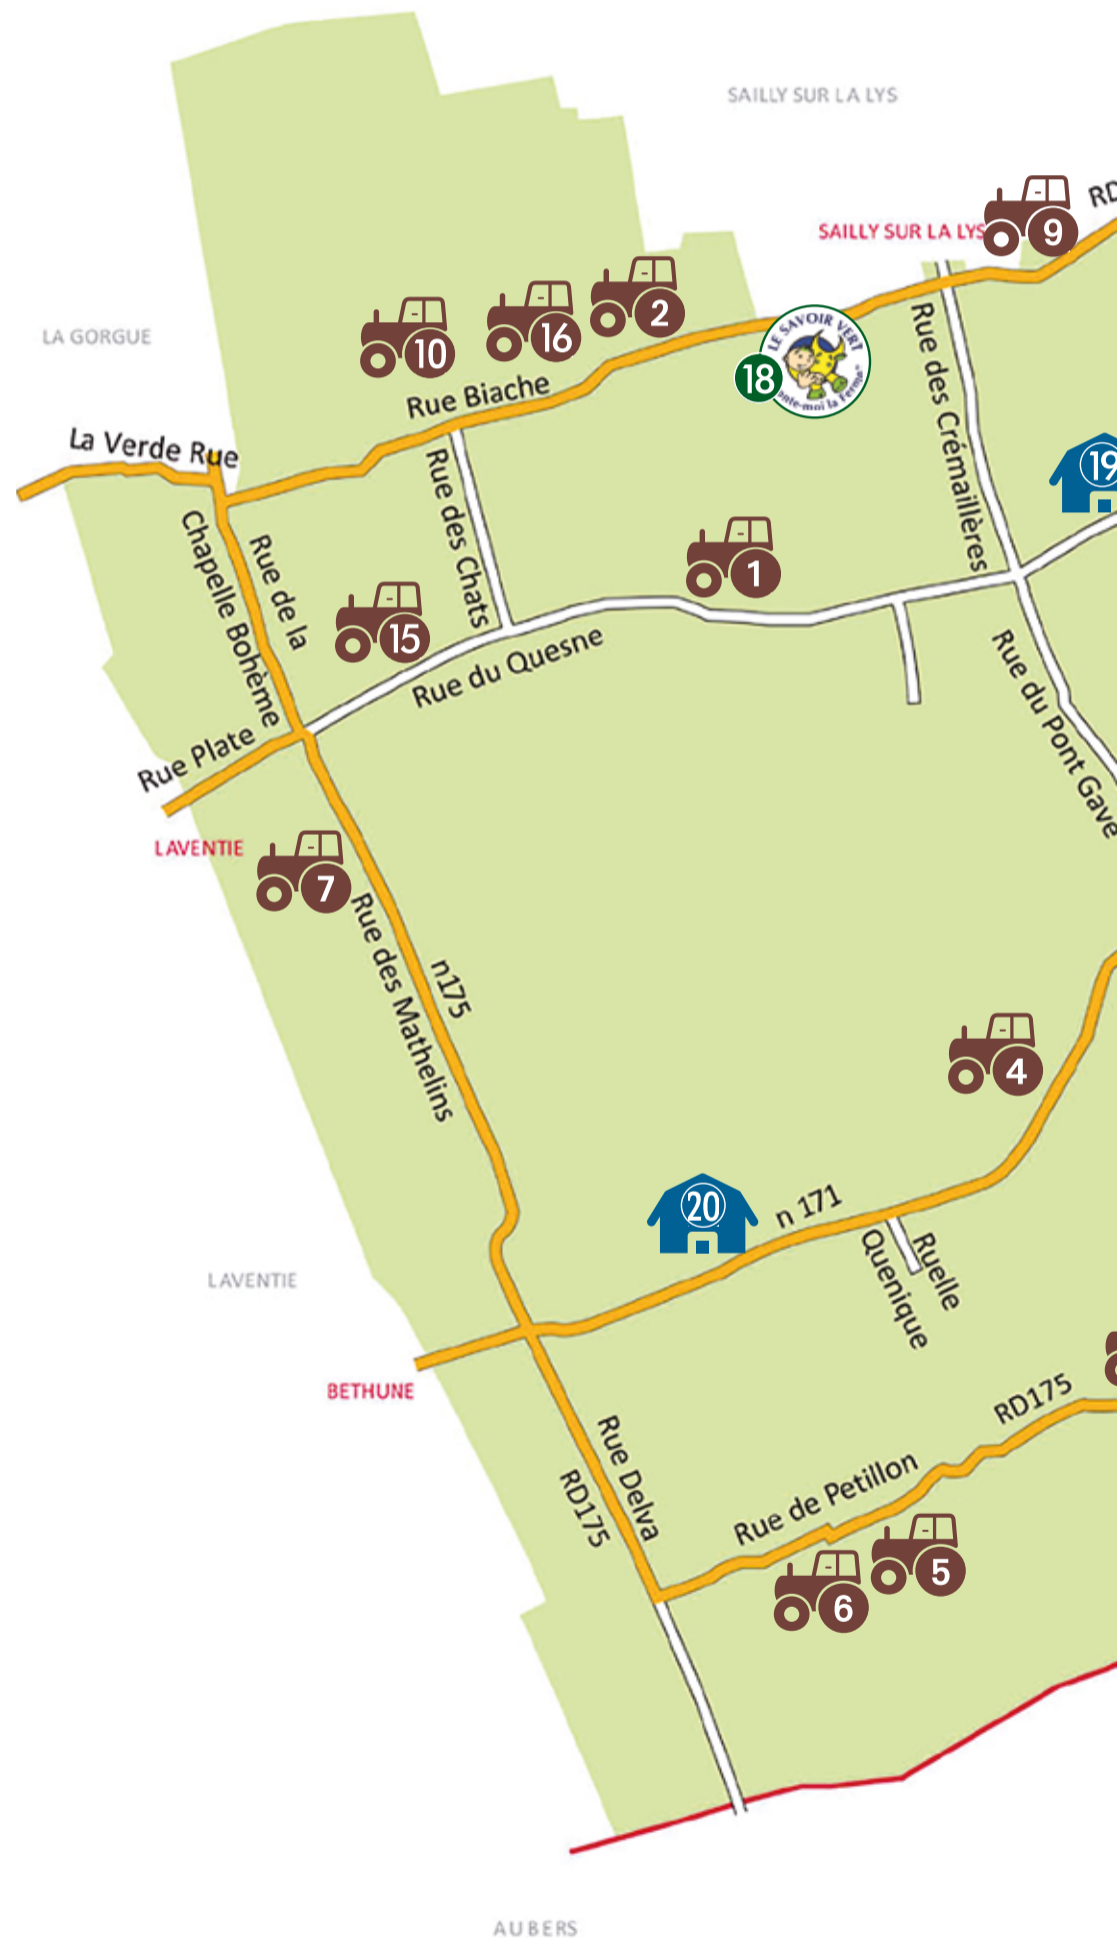 SAILLY SUR LA LYS
RD
SAILLY SUR LA LYS
9
2
16
10
LA GORGUE
LE SAVOIR VERT
18
Rue Biache
Rue des Crémaillères
La Verde Rue
19
Rue des Chats
Chapelle Bohème
Rue de la
1
15
Rue du Quesne
Rue du Pont Gave
Rue Plate
LAVENTIE
7
Rue des Mathelins
n175
4
20
n 171
Ruelle
Quenique
LAVENTIE
BETHUNE
RD175
Rue Delva
RD175
Rue de Petillon
5
6
AUBERS